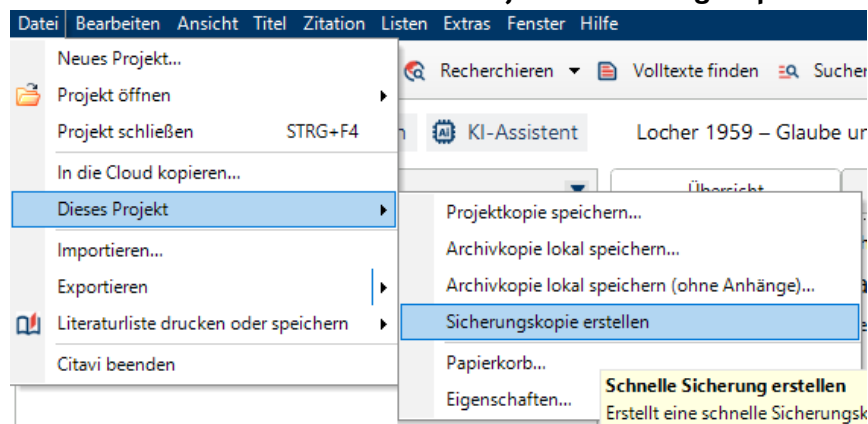 Datei Bearbeiten Ansicht Titel Zitation Listen Extras Fenster Hilfe
Neues Projekt...
Recherchieren Volltexte finden
Projekt öffnen
Projekt schließen STRG+F4
KI-Assistent Locher 1959 – Glaube
In die Cloud kopieren...
Übersicht
Dieses Projekt
Projektkopie speichern...
Importieren...
Archivkopie lokal speichern...
Exportieren
Archivkopie lokal speichern (ohne Anhänge)...
Literaturliste drucken oder speichern
Sicherungskopie erstellen
Citavi beenden
Papierkorb...
Eigenschaften...
Schnelle Sicherung erstellen
Erstellt eine schnelle